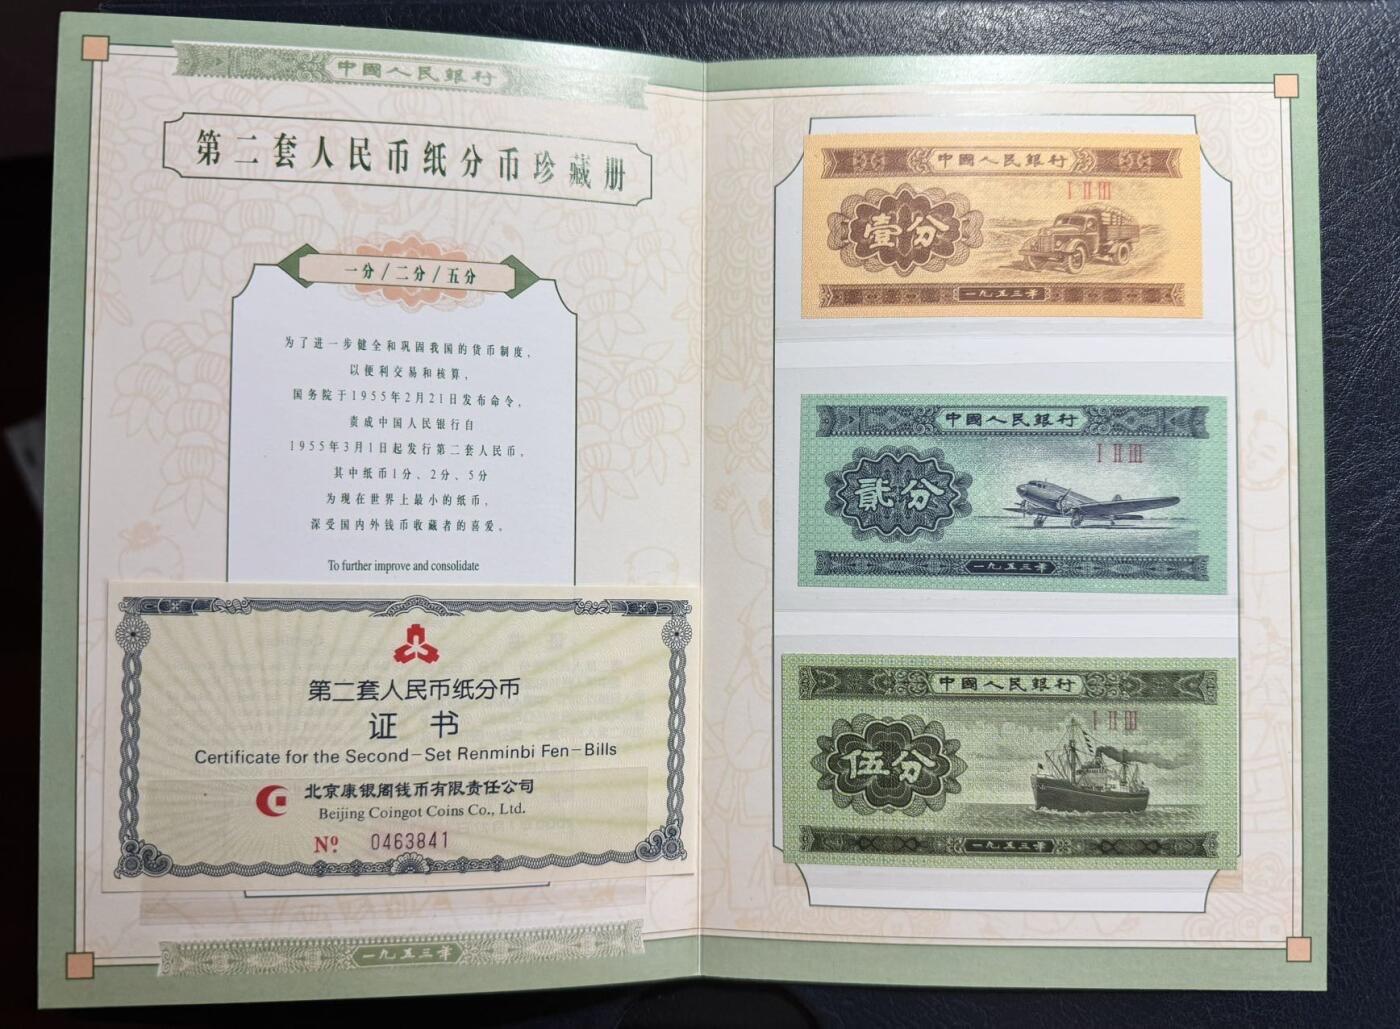 中國人民銀行
第二套人民币纸分币珍藏册
一分/二分/五分
为了进一步健全和巩固我国的货币制度，
以便利交易和核算，
国务院于1955年2月21日发布命令，
责成中国人民银行自
1955年3月1日起发行第二套人民币，
其中纸币1分、2分、5分
为现在世界上最小的纸币，
深受国内外钱币收藏者的喜爱。
To further improve and consolidate
第二套人民币纸分币
证书
Certificate for the Second-Set Renminbi Fen-Bills
北京康银阁钱币有限责任公司
Beijing Coingot Coins Co., Ltd.
Nº 0463841
一九五三年
中國人民銀行
I II III
壹分
一九五三年
中國人民銀行
I II III
貳分
一九五三年
中國人民銀行
I II III
伍分
一九五三年